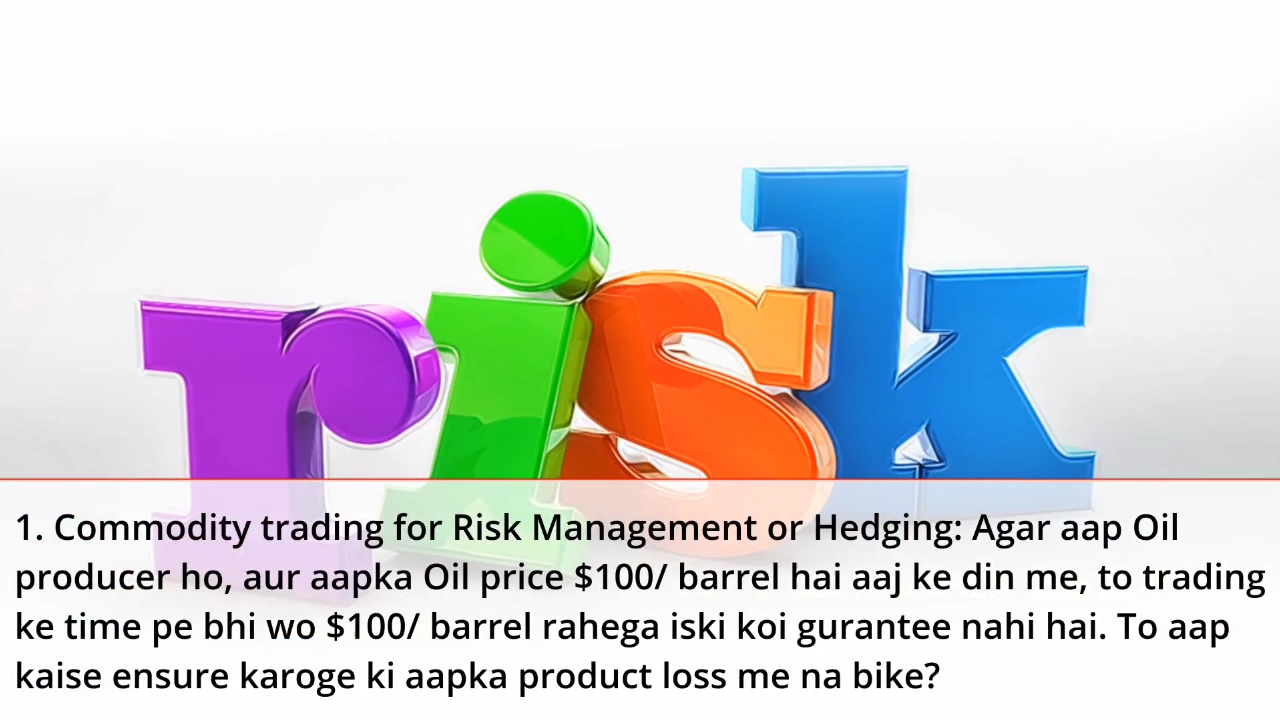 risk
1. Commodity trading for Risk Management or Hedging: Agar aap Oil
producer ho, aur aapka Oil price $100/ barrel hai aaj ke din me, to trading
ke time pe bhi wo $100/ barrel rahega iski koi gurantee nahi hai. To aap
kaise ensure karoge ki aapka product loss me na bike?